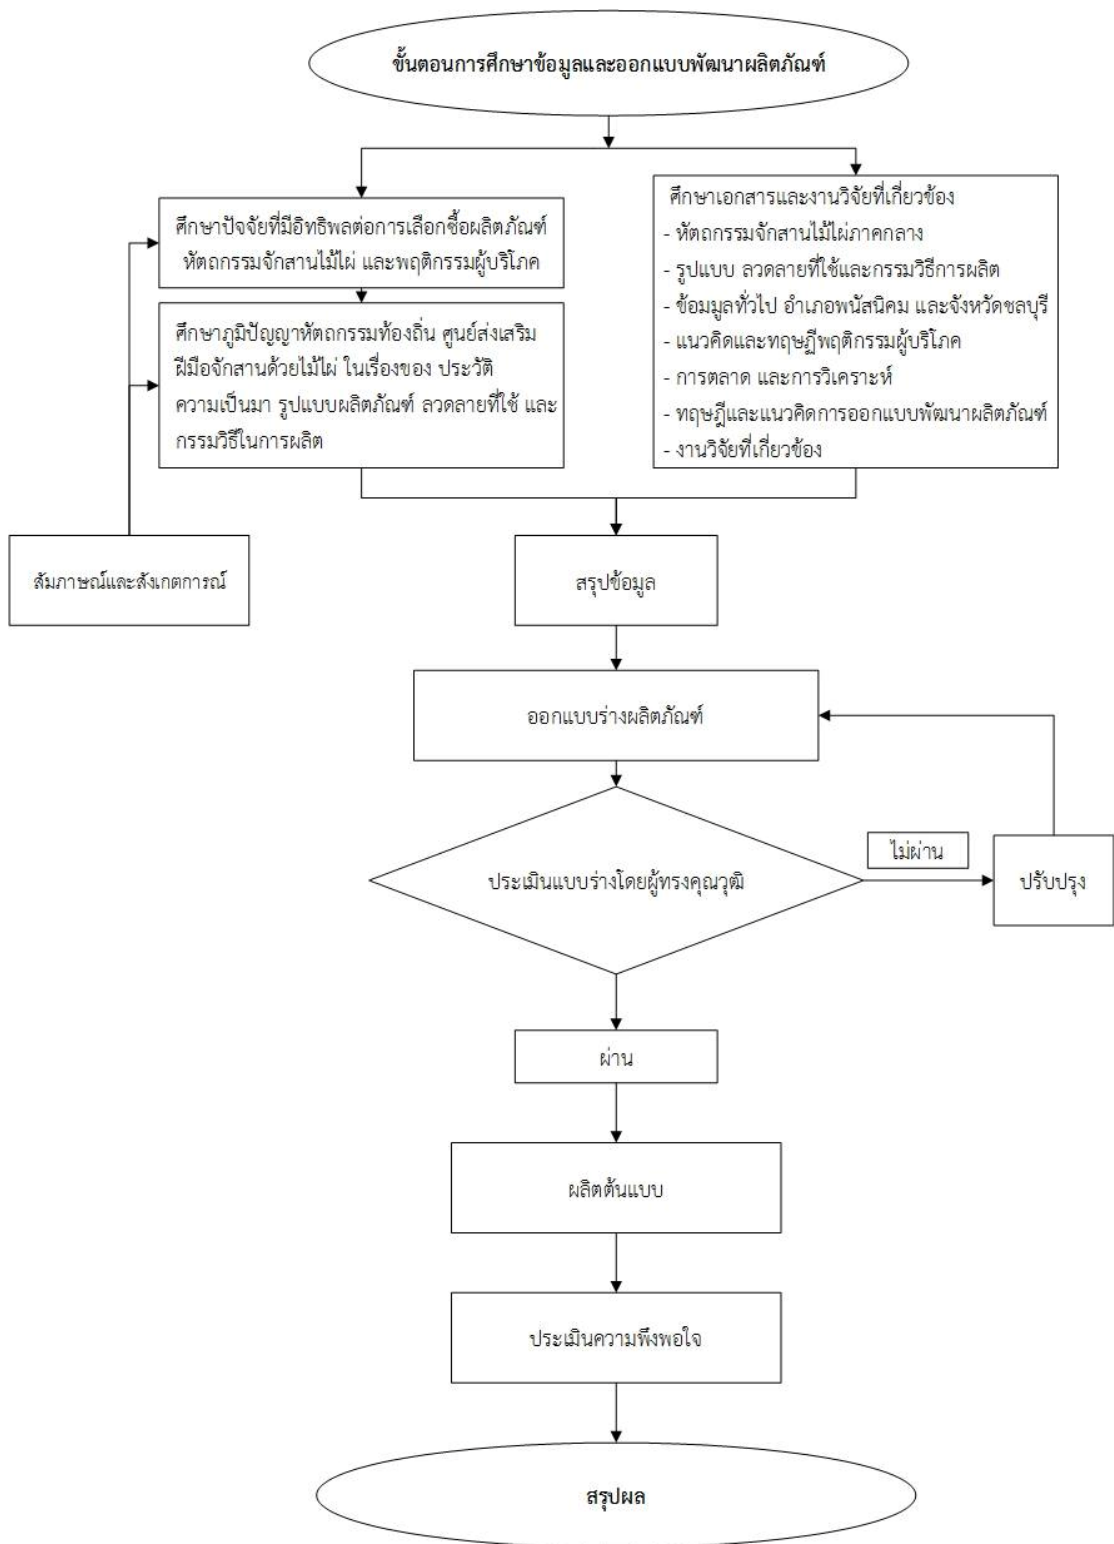 ขั้นตอนการศึกษาข้อมูลและออกแบบพัฒนาผลิตภัณฑ์
ศึกษาปัจจัยที่มีอิทธิพลต่อการเลือกซื้อผลิตภัณฑ์
หัตถกรรมจักสานไม้ไผ่ และพฤติกรรมผู้บริโภค
ศึกษาภูมิปัญญาหัตถกรรมท้องถิ่น ศูนย์ส่งเสริม
ฝีมือจักสานด้วยไม้ไผ่ ในเรื่องของ ประวัติ
ความเป็นมา รูปแบบผลิตภัณฑ์ ลวดลายที่ใช้ และ
กรรมวิธีในการผลิต
สัมภาษณ์และสังเกตการณ์
ศึกษาเอกสารและงานวิจัยที่เกี่ยวข้อง
- หัตถกรรมจักสานไม้ไผ่ภาคกลาง
- รูปแบบ ลวดลายที่ใช้และกรรมวิธีการผลิต
- ข้อมมูลทั่วไป อำเภอพนัสนิคม และจังหวัดชลบุรี
- แนวคิดและทฤษฏีพฤติกรรมผู้บริโภค
- การตลาด และการวิเคราะห์
- ทฤษฎีและแนวคิดการออกแบบพัฒนาผลิตภัณฑ์
- งานวิจัยที่เกี่ยวข้อง
สรุปข้อมูล
ออกแบบร่างผลิตภัณฑ์
ประเมินแบบร่างโดยผู้ทรงคุณวุฒิ
ไม่ผ่าน
ปรับปรุง
ผ่าน
ผลิตต้นแบบ
ประเมินความพึงพอใจ
สรุปผล